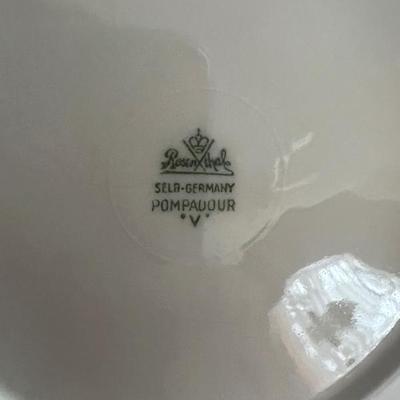 Rosenthal
SELB-GERMANY
POMPADOUR
"V"